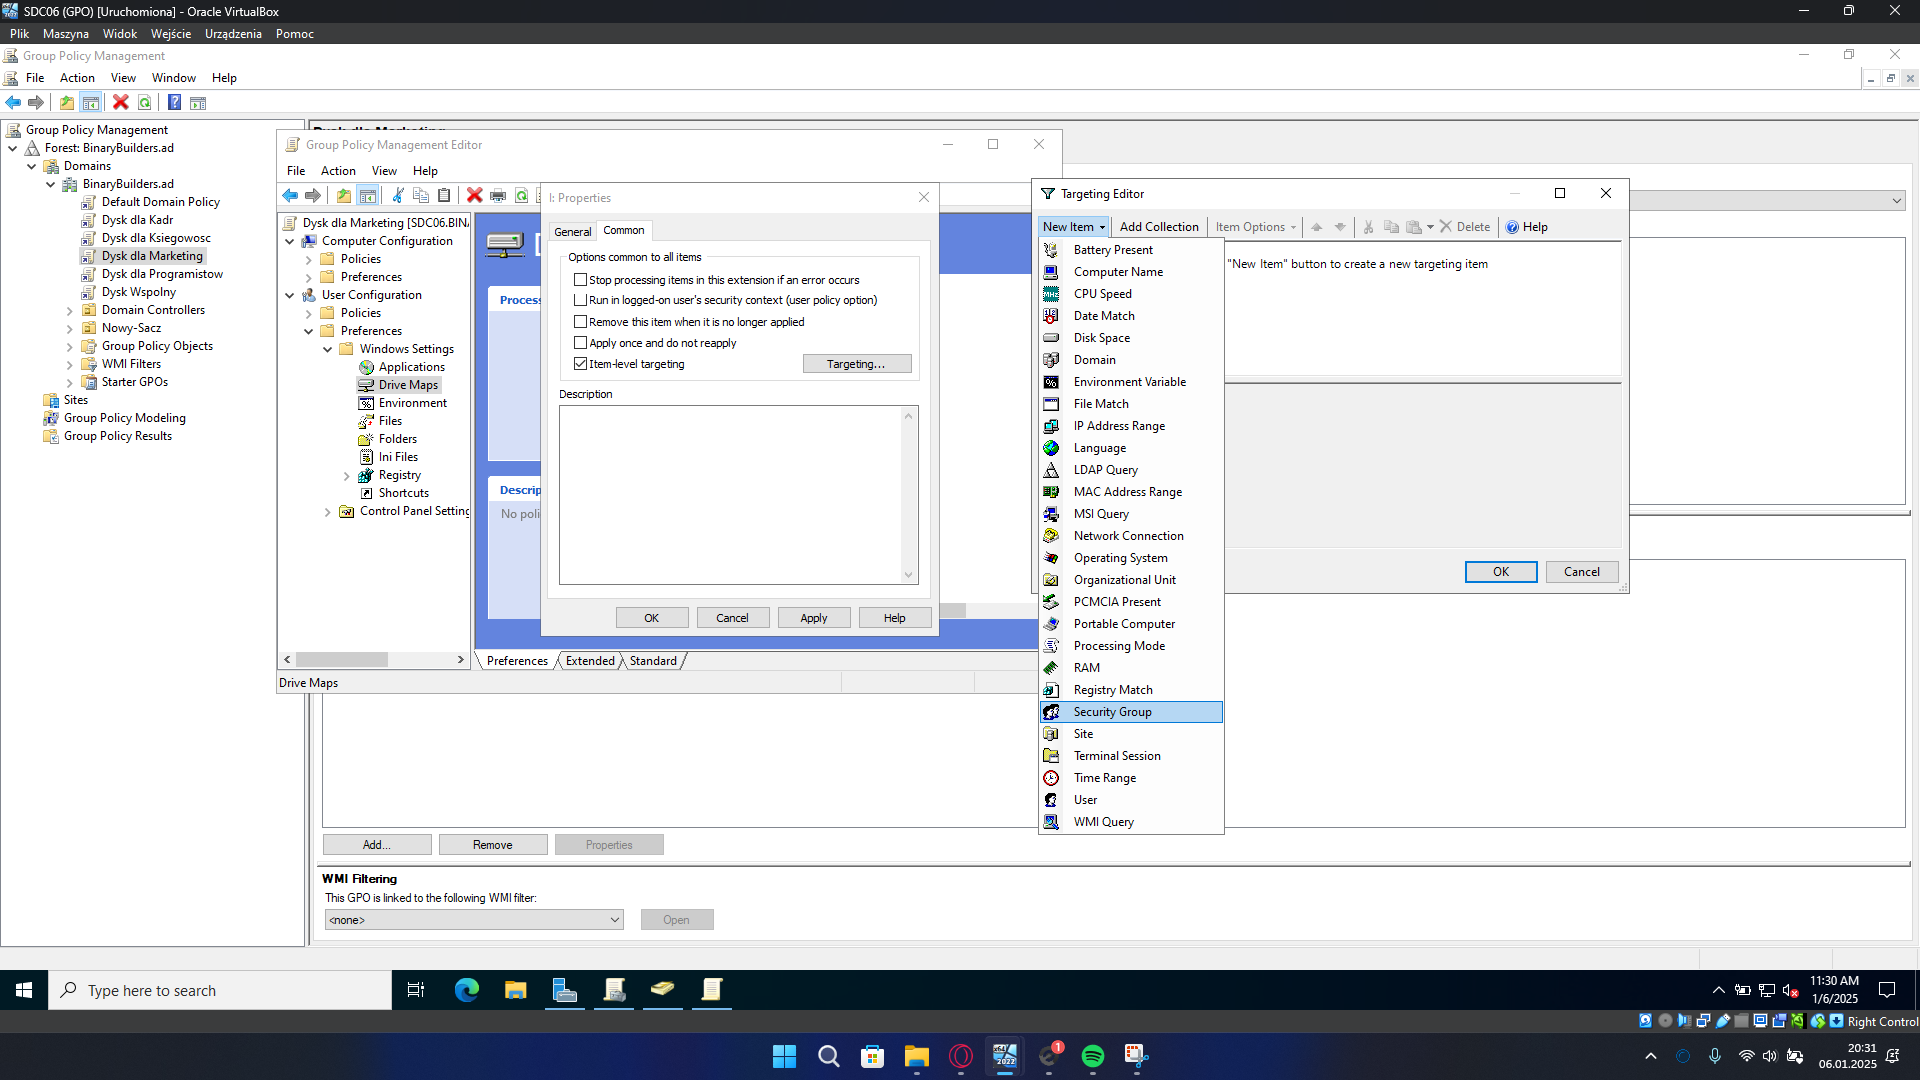 SDC06 (GPO) [Uruchomiona] - Oracle VirtualBox
Plik Maszyna Widok Wejście Urządzenia Pomoc
Group Policy Management
File Action View Window Help
Group Policy Management
Forest: BinaryBuilders.ad
Domains
BinaryBuilders.ad
Default Domain Policy
Dysk dla Kadr
Dysk dla Ksiegowosc
Dysk dla Marketing
Dysk dla Programistow
Dysk Wspolny
Domain Controllers
Nowy-Sacz
Group Policy Objects
WMI Filters
Starter GPOs
Sites
Group Policy Modeling
Group Policy Results
Group Policy Management Editor
File Action View Help
Dysk dla Marketing [SDC06.BIN
Computer Configuration
Policies
Preferences
User Configuration
Policies
Preferences
Windows Settings
Applications
Drive Maps
Environment
Files
Folders
Ini Files
Registry
Shortcuts
Control Panel Setting
Proces
Descrip
No poli
Preferences Extended Standard
Drive Maps
I: Properties
General Common
Options common to all items
Stop processing items in this extension if an error occurs
Run in logged-on user's security context (user policy option)
Remove this item when it is no longer applied
Apply once and do not reapply
Item-level targeting Targeting...
Description
OK Cancel Apply Help
Targeting Editor
New Item Add Collection Item Options Delete Help
"New Item" button to create a new targeting item
Battery Present
Computer Name
CPU Speed
Date Match
Disk Space
Domain
Environment Variable
File Match
IP Address Range
Language
LDAP Query
MAC Address Range
MSI Query
Network Connection
Operating System
Organizational Unit
PCMCIA Present
Portable Computer
Processing Mode
RAM
Registry Match
Security Group
Site
Terminal Session
Time Range
User
WMI Query
OK Cancel
Add... Remove Properties
WMI Filtering
This GPO is linked to the following WMI filter:
<none> Open
Type here to search
11:30 AM
1/6/2025
Right Control
20:31
06.01.2025